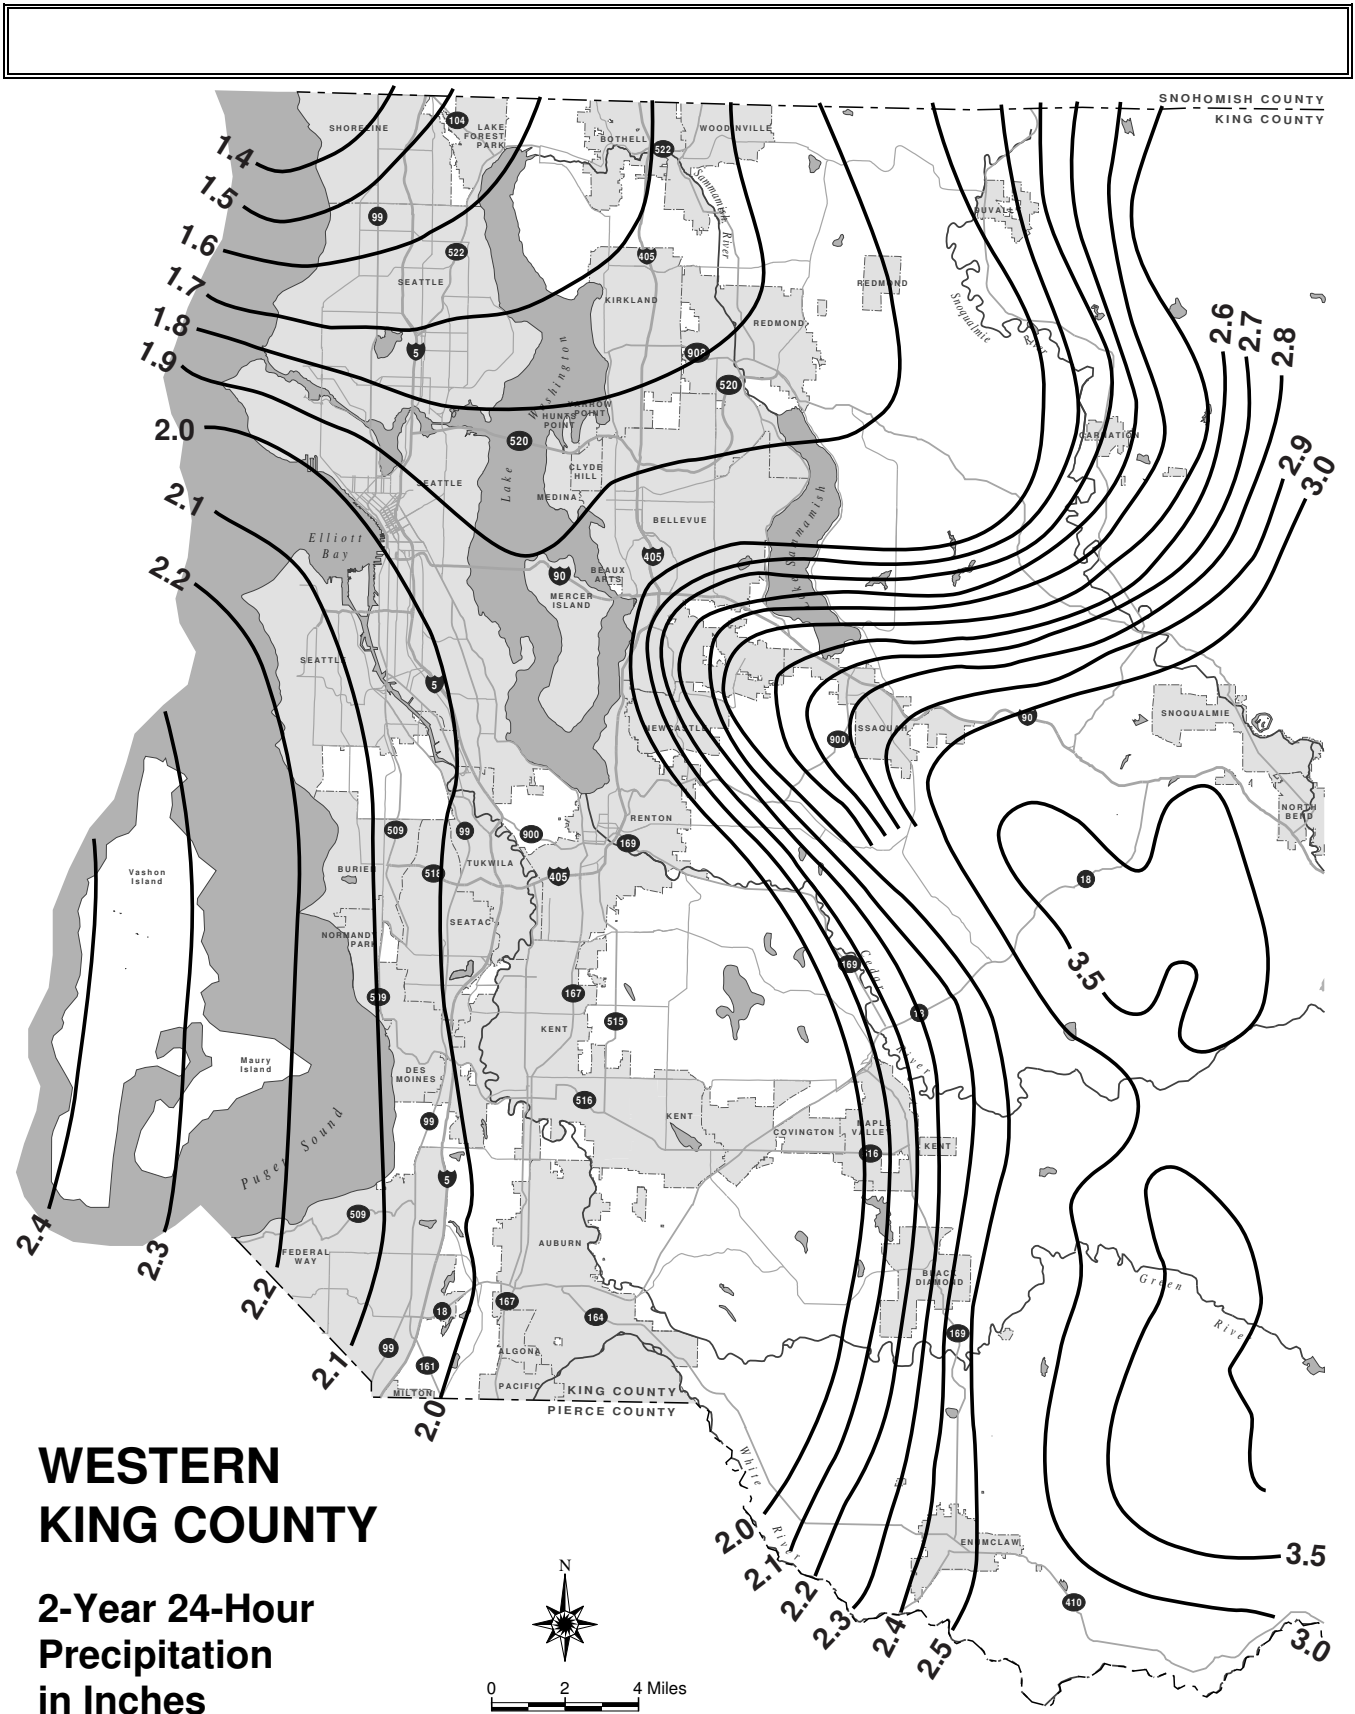 SNOHOMISH COUNTY
KING COUNTY
SHORELINE
104
LAKE
FOREST
PARK
BOTHELL
522
WOODINVILLE
1.4
1.5
1.6
1.7
1.8
1.9
2.0
2.1
2.2
99
522
405
Sammamish River
DUVALL
SEATTLE
KIRKLAND
REDMOND
REDMOND
Snoqualmie
River
2.6
2.7
2.8
2.9
3.0
5
908
520
Lake Washington
YARROW
POINT
HUNTS
POINT
520
CARNATION
SEATTLE
CLYDE
HILL
MEDINA
BELLEVUE
Lake Sammamish
Elliott
Bay
405
90
BEAUX
ARTS
MERCER
ISLAND
SEATTLE
5
NEWCASTLE
900
ISSAQUAH
90
SNOQUALMIE
NORTH
BEND
509
99
900
RENTON
169
BURIEN
518
TUKWILA
405
18
Vashon
Island
SEATAC
NORMANDY
PARK
3.5
169
Cedar
River
509
167
515
18
KENT
Maury
Island
DES
MOINES
516
99
KENT
COVINGTON
MAPLE
VALLEY
516
KENT
Puget Sound
5
509
2.4
2.3
2.2
2.1
2.0
FEDERAL
WAY
AUBURN
BLACK
DIAMOND
Green
River
18
167
164
169
99
161
ALGONA
PACIFIC
MILTON
KING COUNTY
PIERCE COUNTY
White
River
ENUMCLAW
410
2.0
2.1
2.2
2.3
2.4
2.5
3.5
3.0
WESTERN
KING COUNTY
2-Year 24-Hour
Precipitation
in Inches
N
0 2 4 Miles